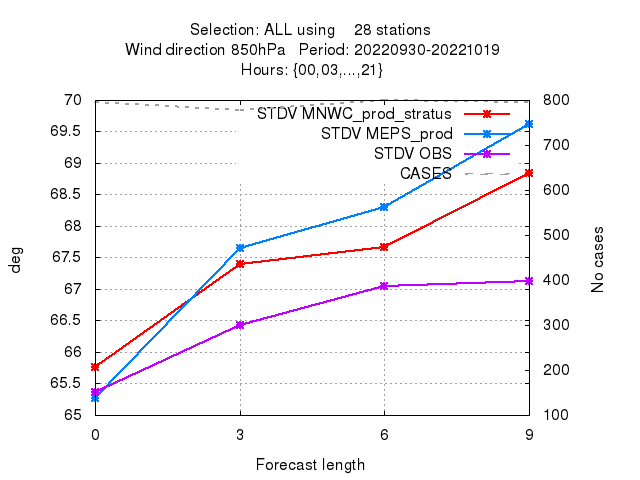 Selection: ALL using    28 stations
Wind direction 850hPa   Period: 20220930-20221019
Hours: {00,03,...,21}
STDV MNWC_prod_stratus
STDV MEPS_prod
STDV OBS
CASES
70
69.5
69
68.5
68
67.5
67
66.5
66
65.5
65
deg
800
700
600
500
400
300
200
100
No cases
0 3 6 9
Forecast length